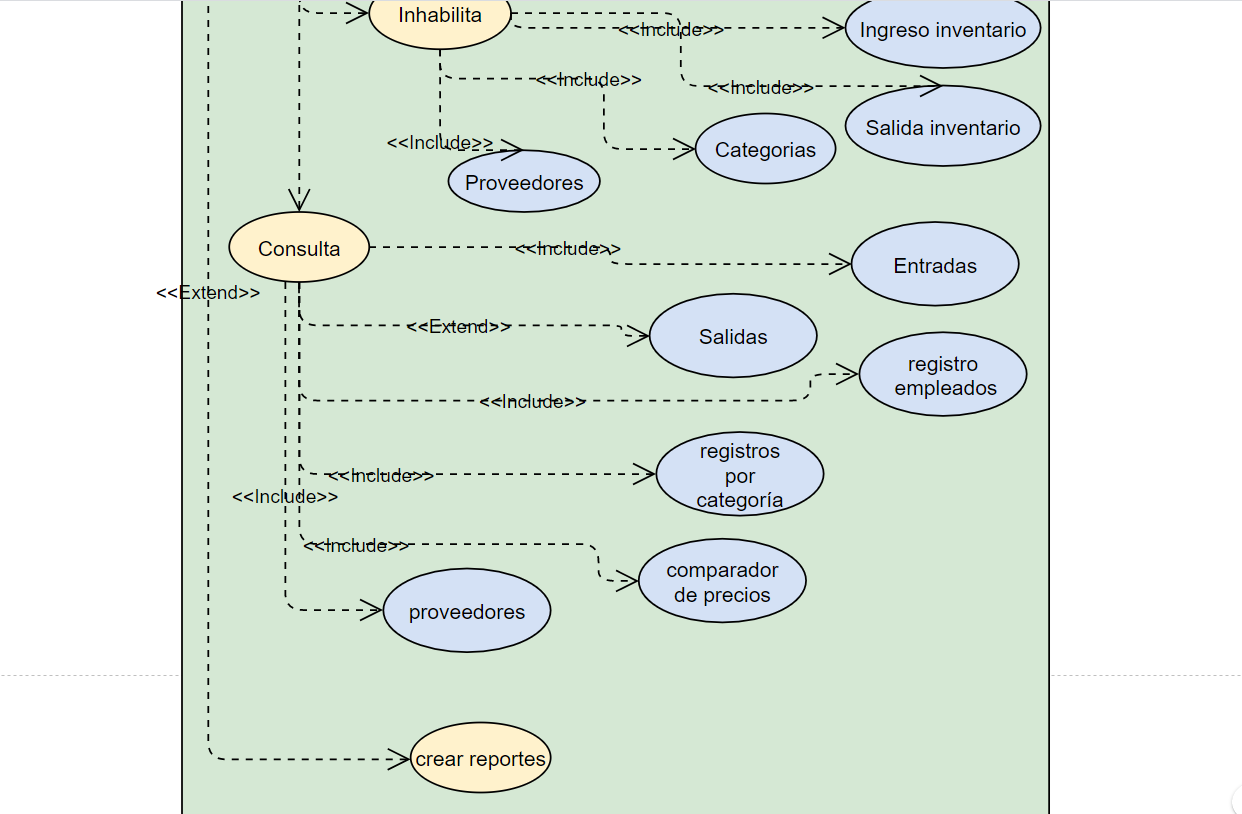 Inhabilita
<<Include>>
Ingreso inventario
<<Include>>
<<Include>>
Salida inventario
<<Include>>
Categorias
Proveedores
Consulta
<<Include>>
Entradas
<<Extend>>
<<Extend>>
Salidas
registro
empleados
<<Include>>
registros
por
categoría
<<Include>>
<<Include>>
<<Include>>
comparador
de precios
proveedores
crear reportes